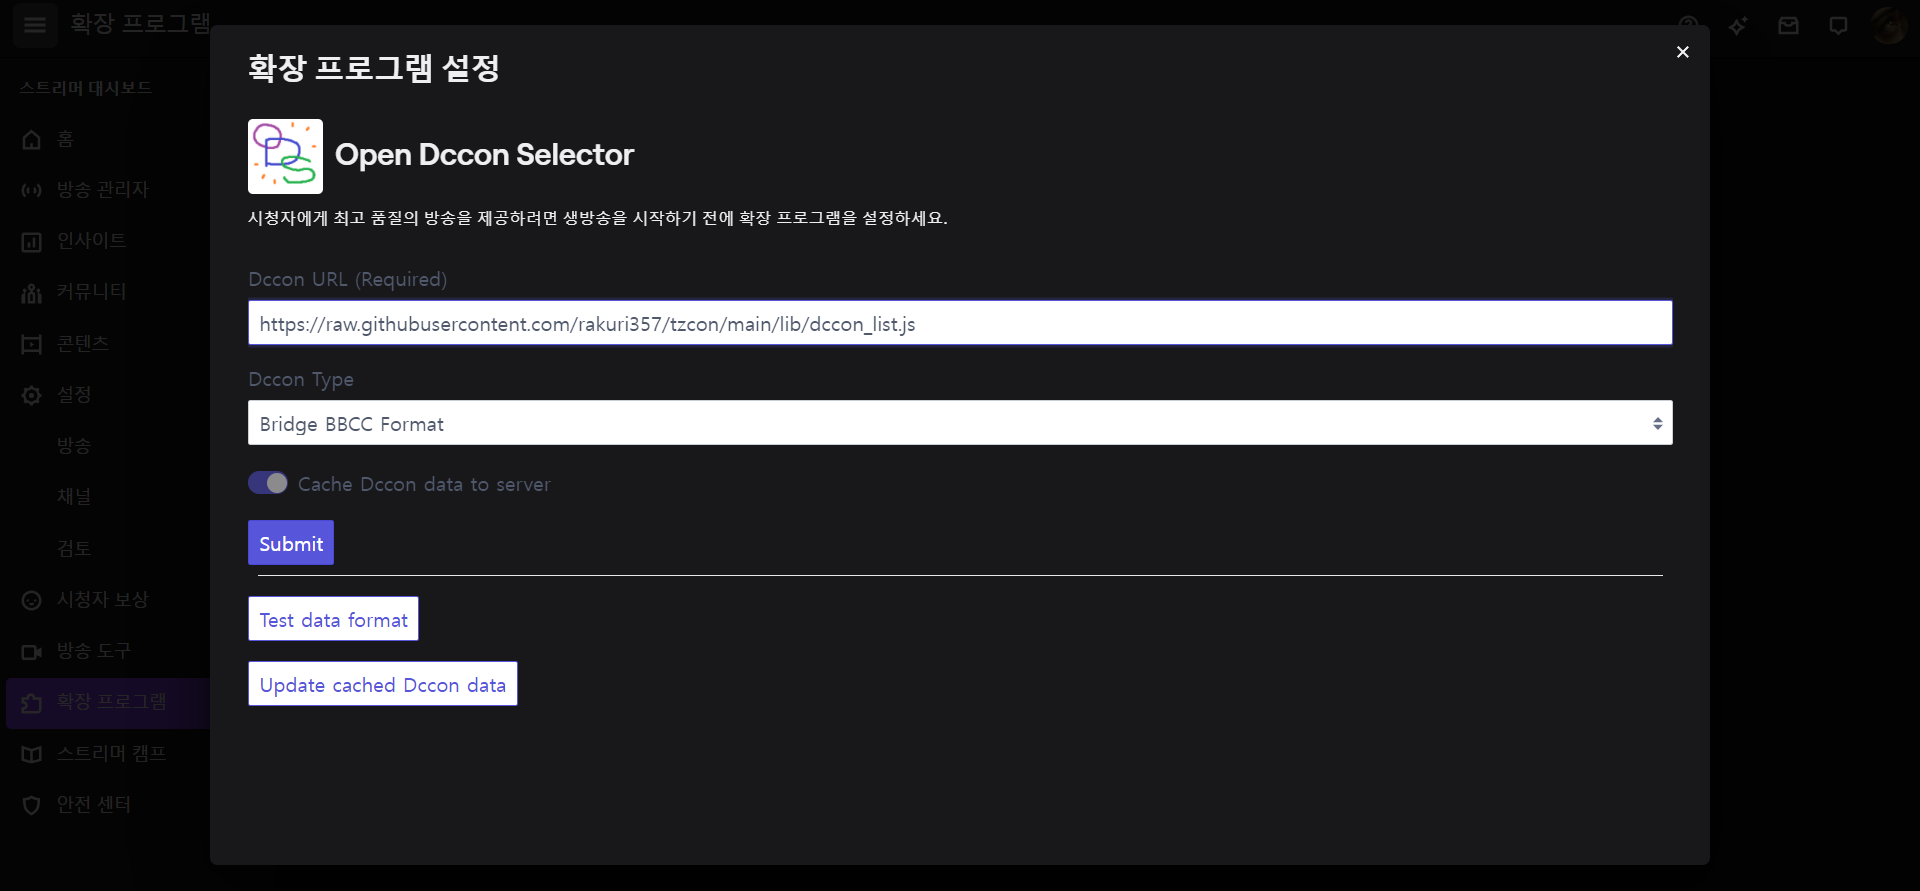 확장 프로그램
스트리머 대시보드
홈
방송 관리자
인사이트
커뮤니티
콘텐츠
설정
방송
채널
검토
시청자 보상
방송 도구
확장 프로그램
스트리머 캠프
안전 센터
확장 프로그램 설정
Open Dccon Selector
시청자에게 최고 품질의 방송을 제공하려면 생방송을 시작하기 전에 확장 프로그램을 설정하세요.
Dccon URL (Required)
https://raw.githubusercontent.com/rakuri357/tzcon/main/lib/dccon_list.js
Dccon Type
Bridge BBCC Format
Cache Dccon data to server
Submit
Test data format
Update cached Dccon data